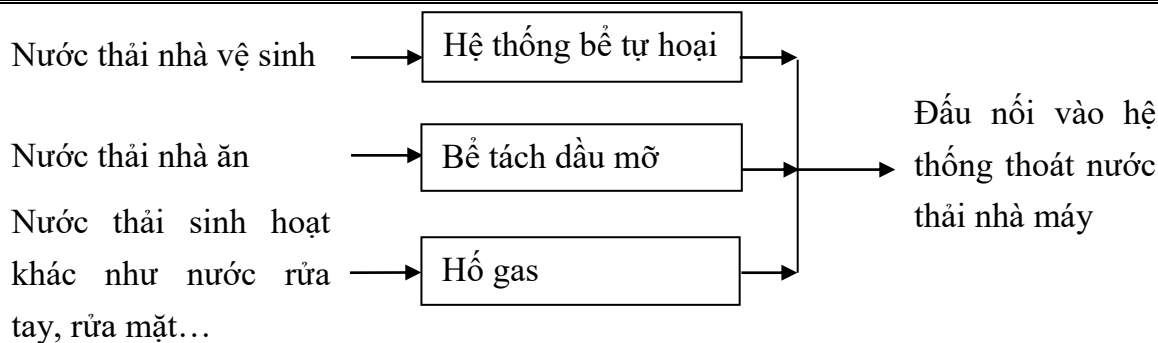 Nước thải nhà vệ sinh
Hệ thống bể tự hoại
Nước thải nhà ăn
Bể tách dầu mỡ
Nước thải sinh hoạt
khác như nước rửa
tay, rửa mặt…
Hố gas
Đấu nối vào hệ
thống thoát nước
thải nhà máy